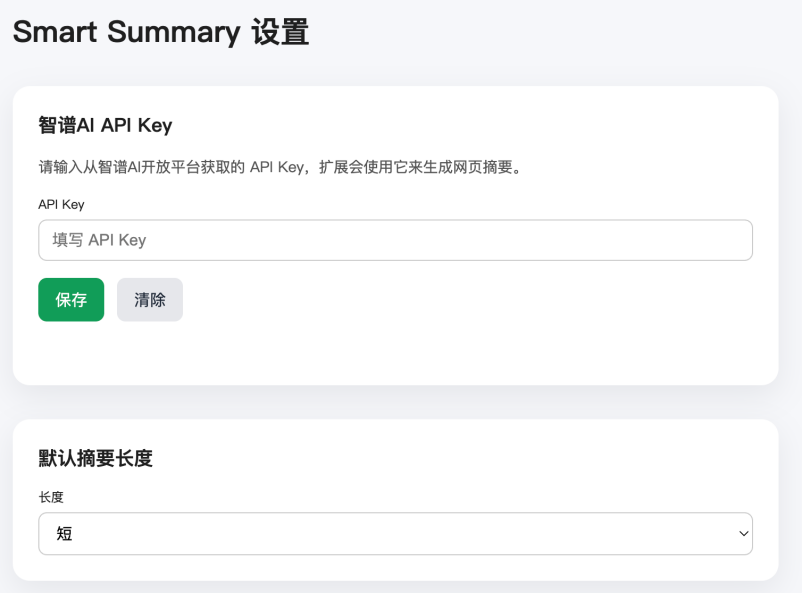 Smart Summary 设置
智谱AI API Key
请输入从智谱AI开放平台获取的 API Key，扩展会使用它来生成网页摘要。
API Key
填写 API Key
保存 清除
默认摘要长度
长度
短